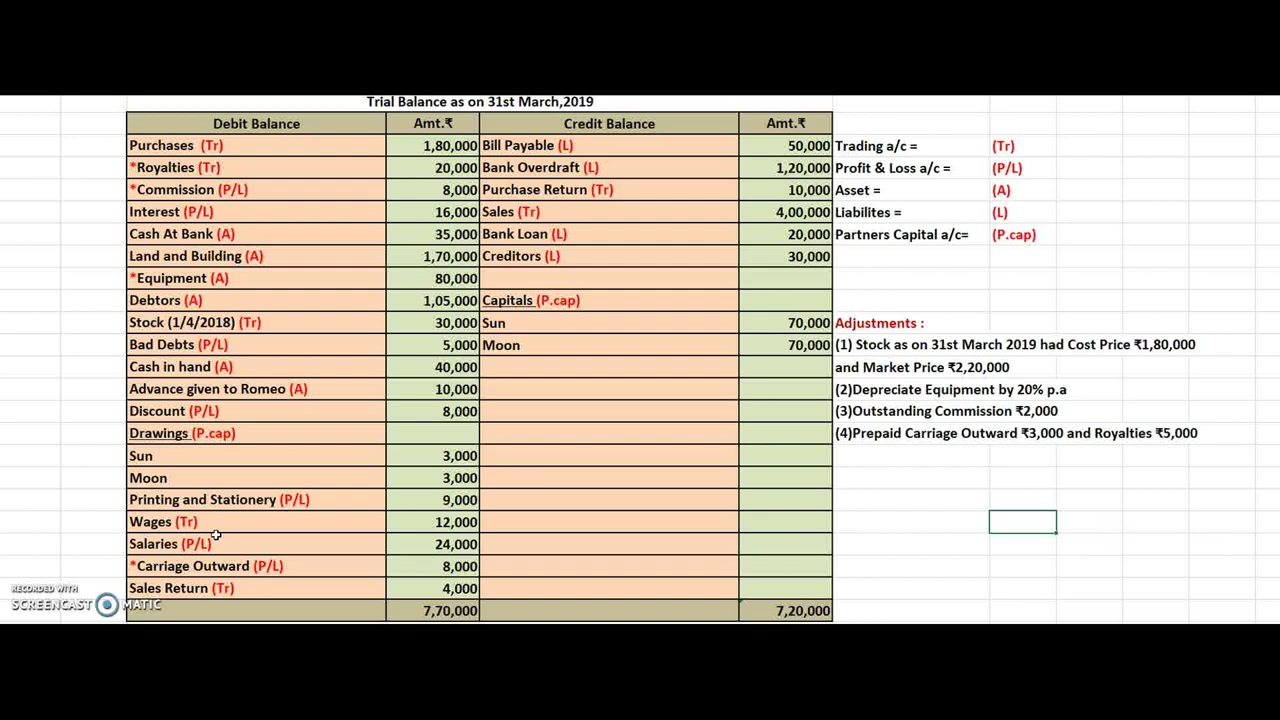 Trial Balance as on 31st March,2019
Debit Balance Amt.₹ Credit Balance Amt.₹
Purchases (Tr) 1,80,000 Bill Payable (L) 50,000 Trading a/c = (Tr)
*Royalties (Tr) 20,000 Bank Overdraft (L) 1,20,000 Profit & Loss a/c = (P/L)
*Commission (P/L) 8,000 Purchase Return (Tr) 10,000 Asset = (A)
Interest (P/L) 16,000 Sales (Tr) 4,00,000 Liabilites = (L)
Cash At Bank (A) 35,000 Bank Loan (L) 20,000 Partners Capital a/c= (P.cap)
Land and Building (A) 1,70,000 Creditors (L) 30,000
*Equipment (A) 80,000
Debtors (A) 1,05,000 Capitals (P.cap)
Stock (1/4/2018) (Tr) 30,000 Sun 70,000 Adjustments :
Bad Debts (P/L) 5,000 Moon 70,000 (1) Stock as on 31st March 2019 had Cost Price ₹1,80,000
Cash in hand (A) 40,000 and Market Price ₹2,20,000
Advance given to Romeo (A) 10,000 (2)Depreciate Equipment by 20% p.a
Discount (P/L) 8,000 (3)Outstanding Commission ₹2,000
Drawings (P.cap) (4)Prepaid Carriage Outward ₹3,000 and Royalties ₹5,000
Sun 3,000
Moon 3,000
Printing and Stationery (P/L) 9,000
Wages (Tr) 12,000
Salaries (P/L) 24,000
*Carriage Outward (P/L) 8,000
Sales Return (Tr) 4,000
7,70,000 7,20,000
RECORDED WITH
SCREENCAST MATIC